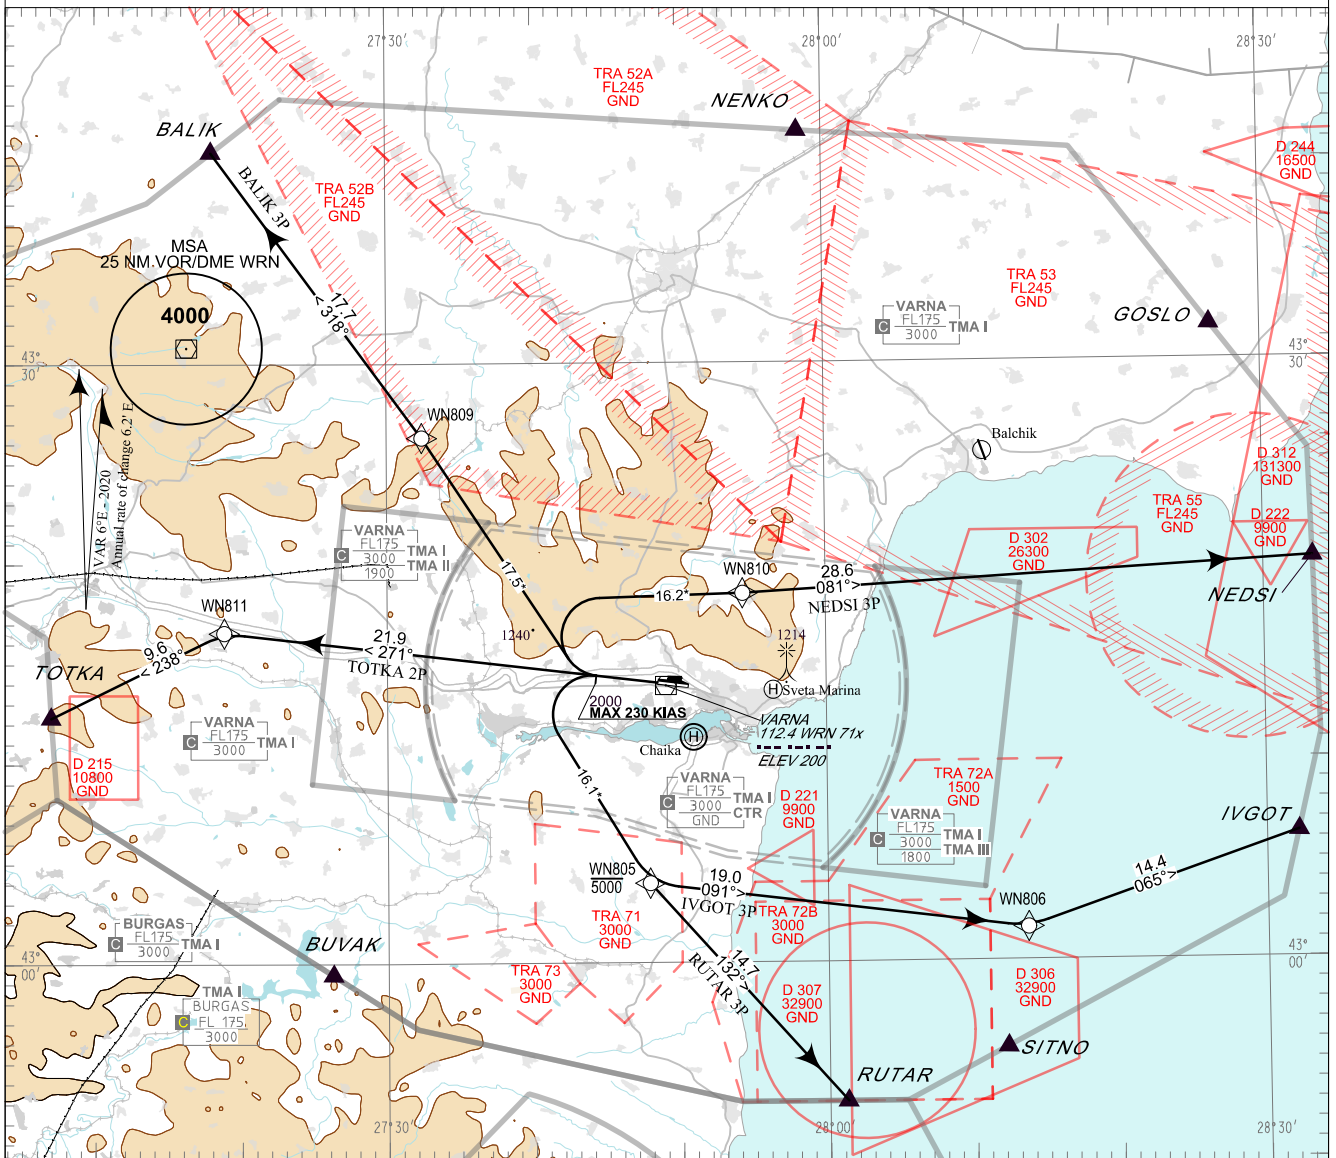 27°30'
28°00'
28°30'
TRA 52A
FL245
GND
NENKO
BALIK
D 244
16500
GND
TRA 52B
FL245
GND
BALIK 3P
MSA
25 NM VOR/DME WRN
4000
TRA 53
FL245
GND
VARNA
FL175
3000
C
TMA I
GOSLO
17.7
<318°
43°
30'
43°
30'
VAR 6°E - 2020
Annual rate of change 6.2' E
WN809
Balchik
D 312
131300
GND
TRA 55
FL245
GND
D 222
9900
GND
D 302
26300
GND
VARNA
FL175
3000
1900
C
TMA I
TMA II
17.5*
WN810
16.2*
28.6
081°>
NEDSI 3P
NEDSI
WN811
21.9
<271°
TOTKA 2P
9.6
<238°
TOTKA
1240*
1214
H
Sveta Marina
2000
MAX 230 KIAS
VARNA
112.4 WRN 71x
ELEV 200
H
Chaika
VARNA
FL175
3000
C
TMA I
D 215
10800
GND
16.1*
VARNA
FL175
3000
GND
C
TMA I
CTR
D 221
9900
GND
TRA 72A
1500
GND
VARNA
FL175
3000
1800
C
TMA I
TMA III
IVGOT
14.4
065°>
WN805
5000
19.0
091°>
IVGOT 3P
WN806
TRA 71
3000
GND
TRA 72B
3000
GND
BURGAS
FL175
3000
C
TMA I
BUVAK
43°
00'
43°
00'
TRA 73
3000
GND
14.7
132°>
RUTAR 3P
D 307
32900
GND
D 306
32900
GND
TMA I
BURGAS
FL 175
3000
C
SITNO
RUTAR
27°30'
28°00'
28°30'